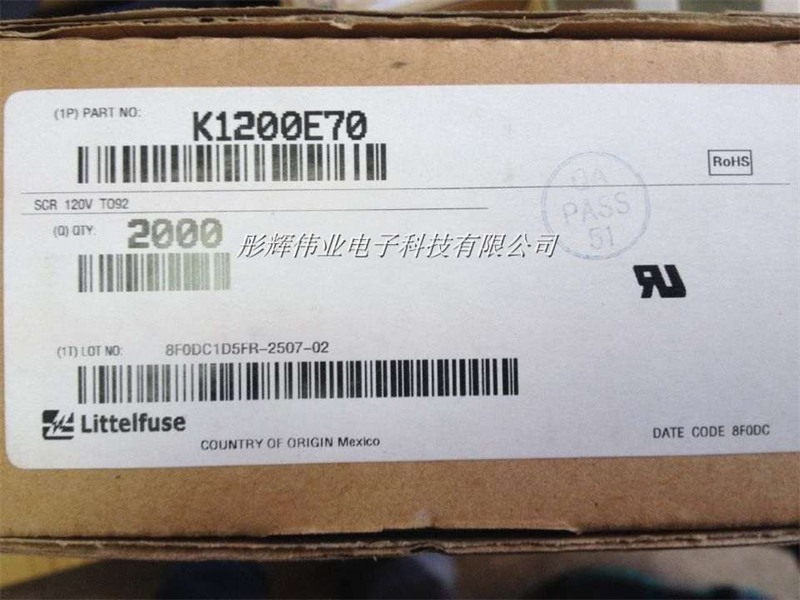 (1P) PART NO: K1200E70
RoHS
SCR 120V TO92
QA
PASS
51
(Q) QTY: 2000
彤辉伟业电子科技有限公司
RU
(1T) LOT NO: 8F0DC1D5FR-2507-02
Littelfuse
COUNTRY OF ORIGIN Mexico
DATE CODE 8F0DC